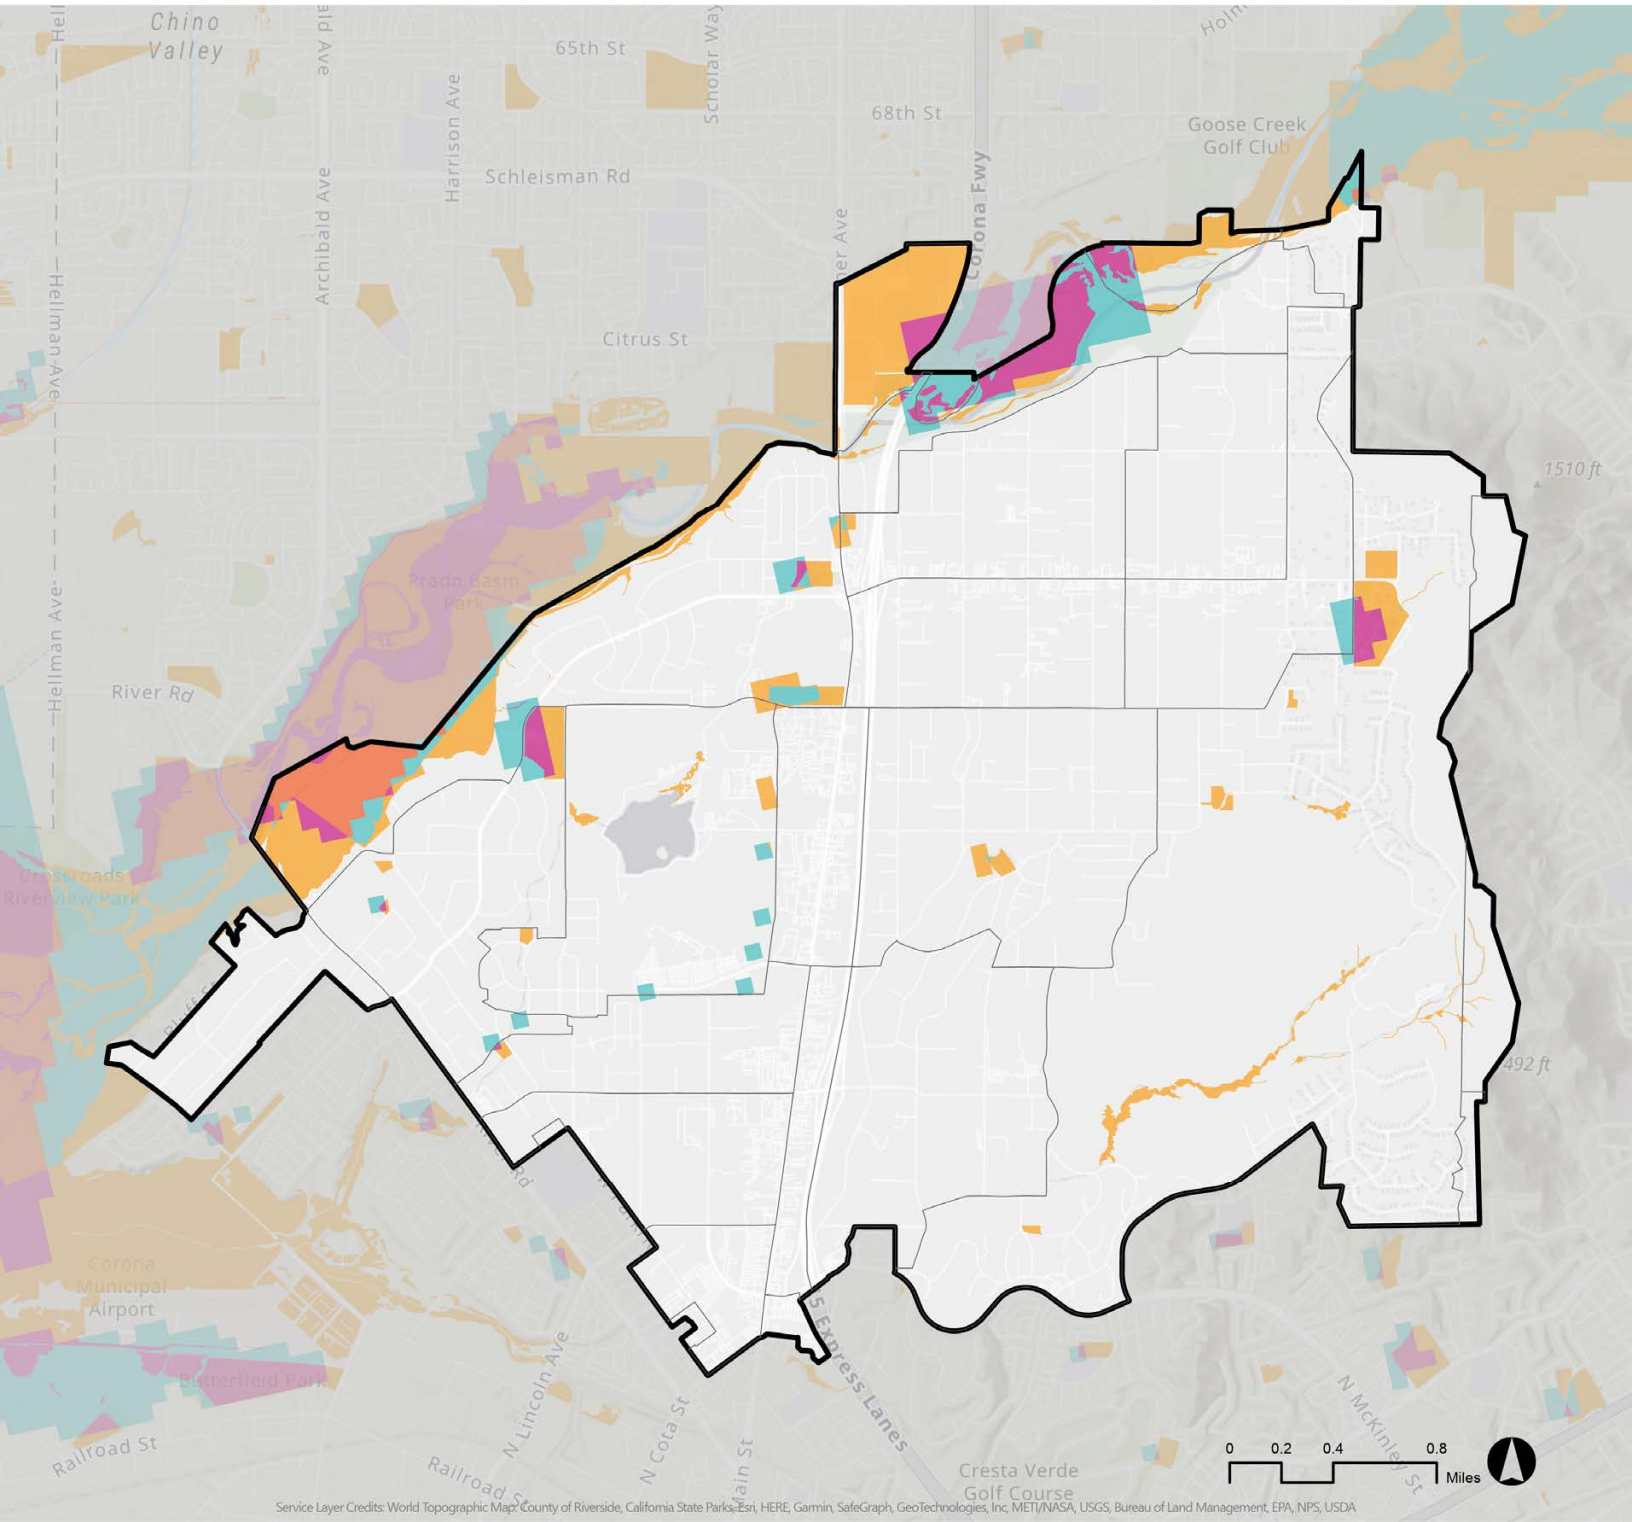 Chino
Valley
65th St
Scholar Way
Archibald Ave
Harrison Ave
68th St
Goose Creek
Golf Club
Schleisman Rd
Corona Fwy
Hellman-Ave
Citrus St
1510 ft
Prado Basin
Park
Hellman Ave
River Rd
Crossroads
Riverview Park
Corona
Municipal
Airport
15 Express Lanes
Butterfield Park
N Lincoln Ave
N Cota St
Main St
N McKinley St
Railroad St
Railroad St
Cresta Verde
Golf Course
0 0.2 0.4 0.8
Miles
Service Layer Credits: World Topographic Map: County of Riverside, California State Parks, Esri, HERE, Garmin, SafeGraph, GeoTechnologies, Inc, METI/NASA, USGS, Bureau of Land Management, EPA, NPS, USDA